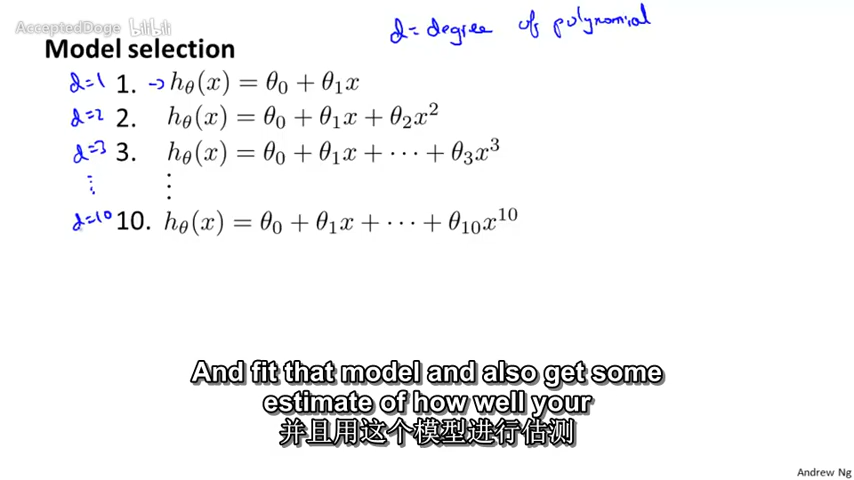 AcceptedDoge bilibili
d = degree of polynomial
Model selection
d=1 1. → hθ(x) = θ0 + θ1x
d=2 2. hθ(x) = θ0 + θ1x + θ2x²
d=3 3. hθ(x) = θ0 + θ1x + ··· + θ3x³
⋮ ⋮
d=10 10. hθ(x) = θ0 + θ1x + ··· + θ10x¹⁰
And fit that model and also get some
estimate of how well your
并且用这个模型进行估测
Andrew Ng